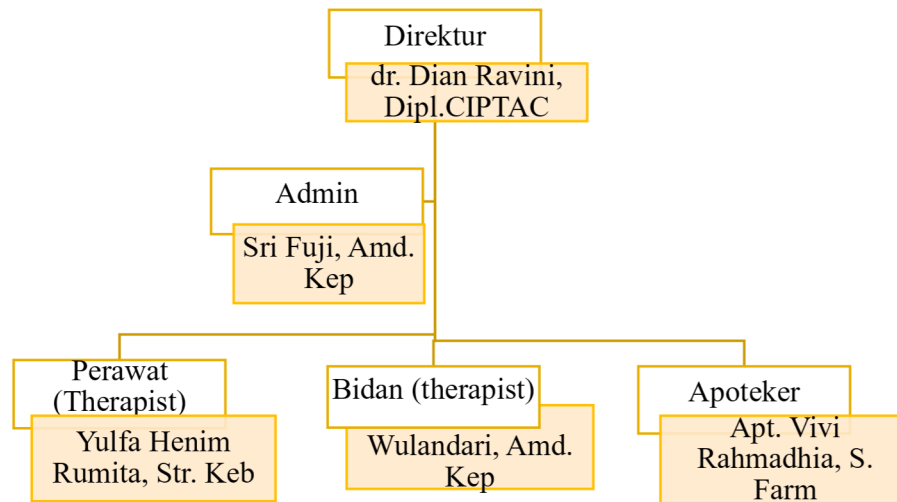 Direktur
dr. Dian Ravini,
Dipl.CIPTAC
Admin
Sri Fuji, Amd.
Kep
Perawat
(Therapist)
Yulfa Henim
Rumita, Str. Keb
Bidan (therapist)
Wulandari, Amd.
Kep
Apoteker
Apt. Vivi
Rahmadhia, S.
Farm